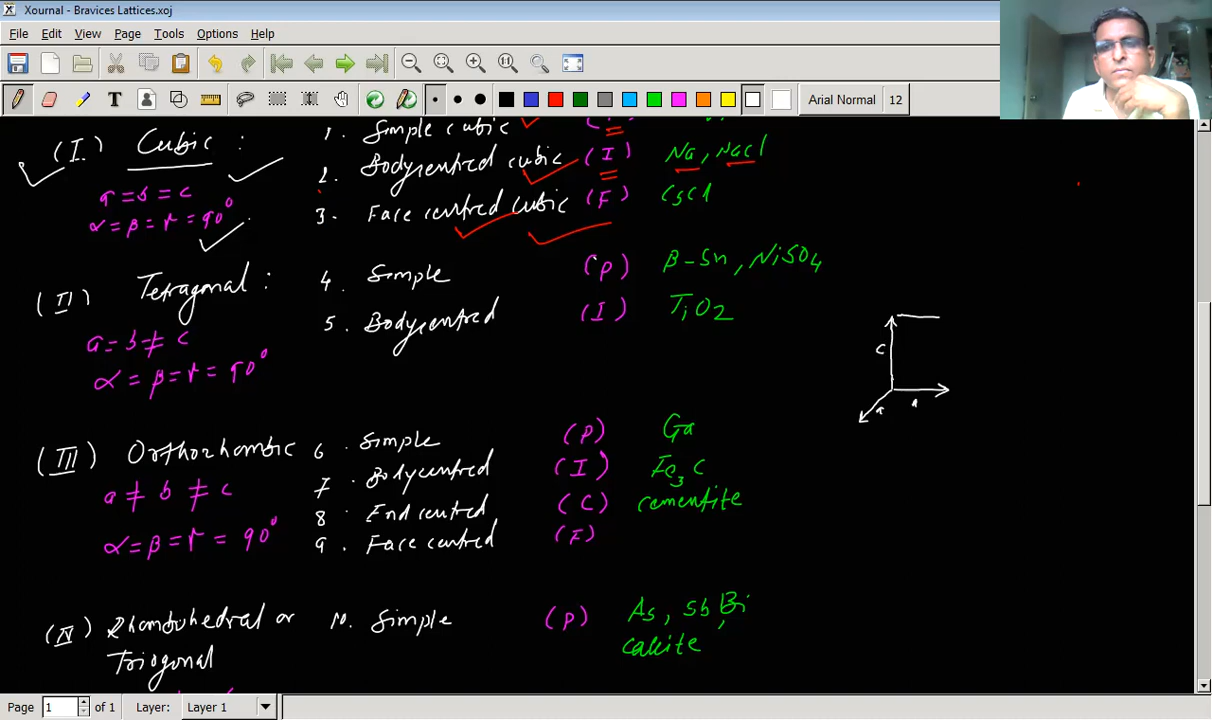 Xournal - Bravices Lattices.xoj
File Edit View Page Tools Options Help
Arial Normal 12
(I.) Cubic :
a = b = c
α = β = γ = 90°
1. Simple cubic
2. Bodycentred cubic (I) Na, NaCl
3. Face centred cubic (F) CsCl
(II) Tetragonal :
a = b ≠ c
α = β = γ = 90°
4. Simple (P) β-Sn, NiSO4
5. Bodycentred (I) TiO2
c
a a
(III) Orthorhombic
a ≠ b ≠ c
α = β = γ = 90°
6. Simple (P) Ga
7. Bodycentred (I) Fe3C
8. End centred (C) cementite
9. Face centred (F)
(IV) Rhombohedral or
Triogonal
10. Simple (P) As, Sb, Bi
calcite
Page 1 of 1 Layer: Layer 1